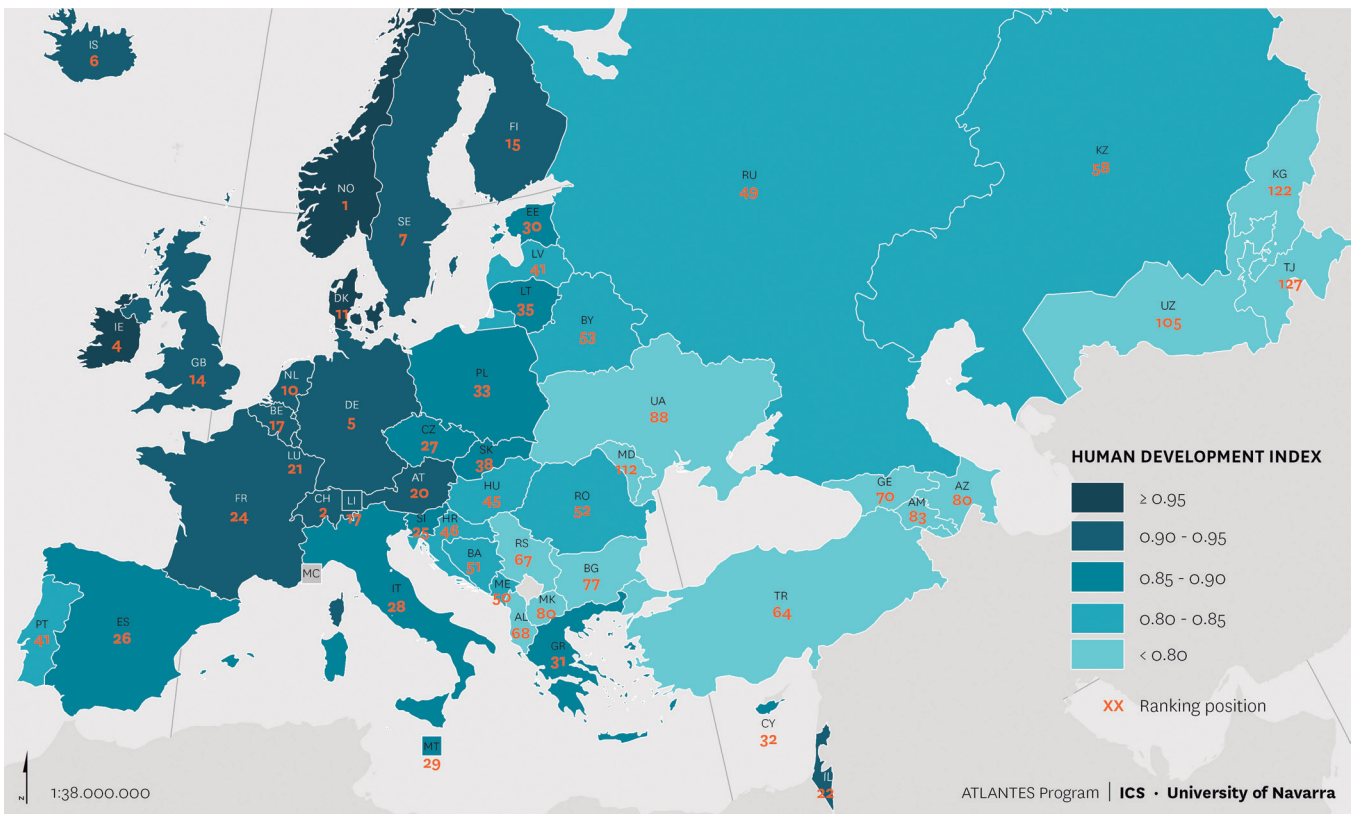 IS
6
FI
15
NO
1
SE
7
RU
49
KZ
58
KG
122
TJ
127
UZ
105
EE
30
LV
41
LT
35
DK
11
IE
4
GB
14
BY
53
NL
10
BE
17
DE
5
PL
33
UA
88
LU
21
CZ
27
SK
38
MD
112
FR
24
CH
2
LI
17
AT
20
HU
45
RO
52
SI
25
HR
46
BA
51
RS
67
BG
77
GE
70
AM
83
AZ
80
MC
IT
28
ME
50
MK
80
AL
68
GR
31
TR
64
PT
41
ES
26
MT
29
CY
32
IL
22
HUMAN DEVELOPMENT INDEX
≥ 0.95
0.90 - 0.95
0.85 - 0.90
0.80 - 0.85
< 0.80
XX Ranking position
N
1:38.000.000
ATLANTES Program | ICS · University of Navarra